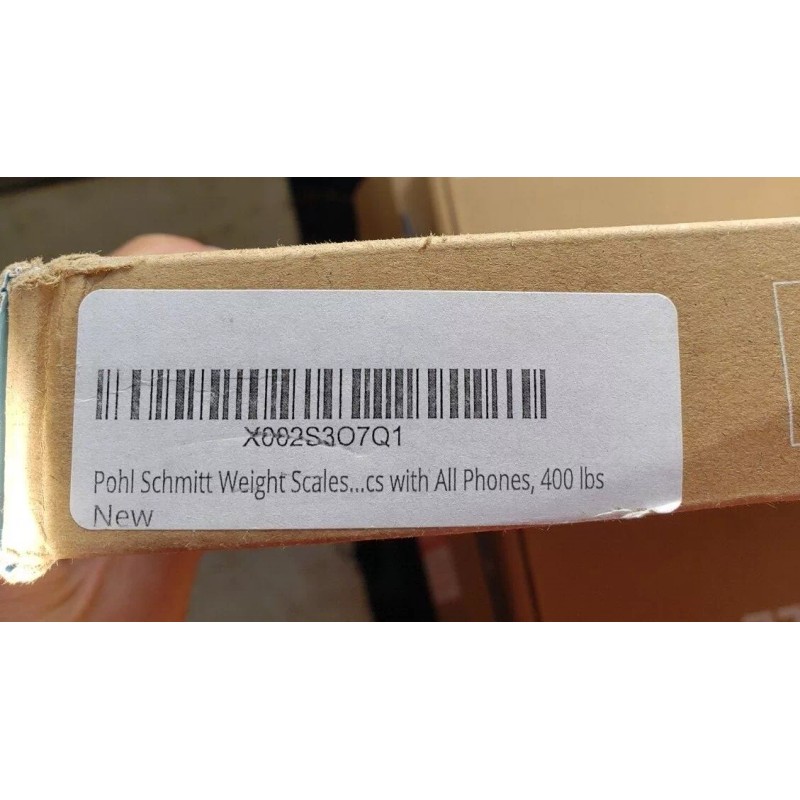 X002S3O7Q1
Pohl Schmitt Weight Scales...cs with All Phones, 400 lbs
New